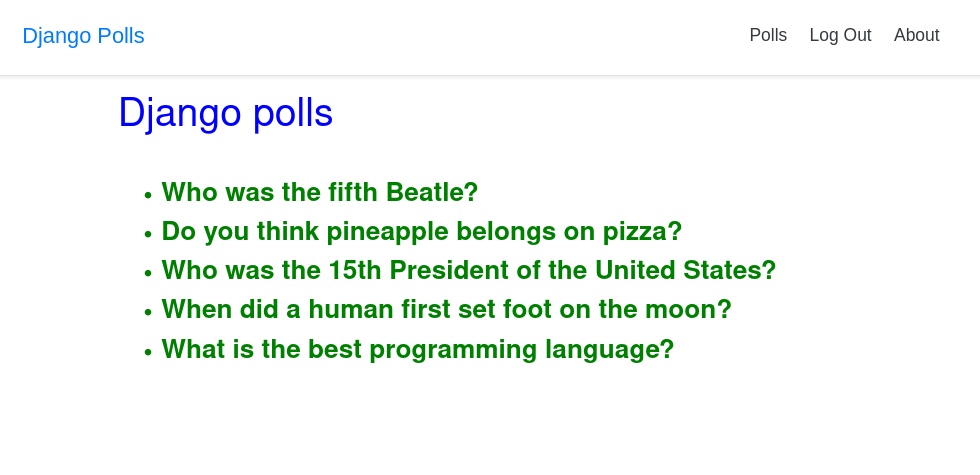 Django Polls
Polls Log Out About
Django polls
• Who was the fifth Beatle?
• Do you think pineapple belongs on pizza?
• Who was the 15th President of the United States?
• When did a human first set foot on the moon?
• What is the best programming language?